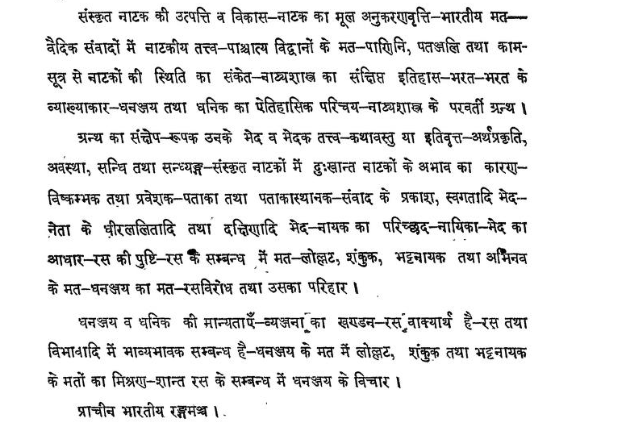 संस्कृत नाटक की उत्पत्ति व विकास–नाटक का मूल अनुकरणवृत्ति–भारतीय मत––
वैदिक संवादों में नाटकीय तत्त्व–पाश्चात्य विद्वानों के मत–पाणिनि, पतञ्जलि तथा काम-
सूत्र से नाटकों की स्थिति का संकेत–नाट्यशास्त्र का संक्षिप्त इतिहास–भरत–भरत के
व्याख्याकार–धनञ्जय तथा धनिक का ऐतिहासिक परिचय–नाट्यशास्त्र के परवर्ती ग्रन्थ ।
ग्रन्थ का संक्षेप–रूपक उनके भेद व भेदक तत्त्व–कथावस्तु या इतिवृत्त–अर्थप्रकृति,
अवस्था, सन्धि तथा सन्ध्यङ्ग–संस्कृत नाटकों में दुःखान्त नाटकों के अभाव का कारण–
विष्कम्भक तथा प्रवेशक–पताका तथा पताकास्थानक–संवाद के प्रकाश, स्वगतादि भेद–
नेता के धीरललितादि तथा दक्षिणादि भेद–नायक का परिच्छद–नायिका–भेद का
आधार–रस की पुष्टि–रस के सम्बन्ध में मत–लोल्लट, शंकुक, भट्टनायक तथा अभिनव
के मत–धनञ्जय का मत–रसविरोध तथा उसका परिहार ।
धनञ्जय व धनिक की मान्यताएँ–व्यञ्जना का खण्डन–रस वाक्यार्थ है–रस तथा
विभावादि में भाव्यभावक सम्बन्ध है–धनञ्जय के मत में लोल्लट, शंकुक तथा भट्टनायक
के मतों का मिश्रण–शान्त रस के सम्बन्ध में धनञ्जय के विचार ।
प्राचीन भारतीय रङ्गमञ्च ।